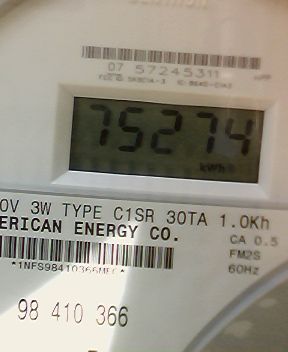 07 57245311
75274
kWh
0V 3W TYPE C1SR 30TA 1.0Kh
ERICAN ENERGY CO.
CA 0.5
FM2S
60Hz
*1NFS98410366MEC*
98 410 366